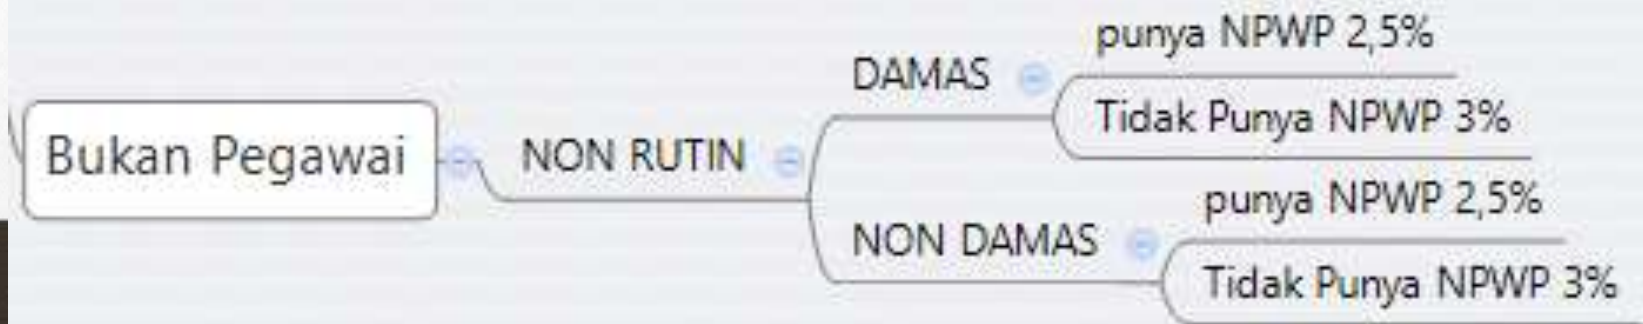 Bukan Pegawai
NON RUTIN
DAMAS
punya NPWP 2,5%
Tidak Punya NPWP 3%
NON DAMAS
punya NPWP 2,5%
Tidak Punya NPWP 3%